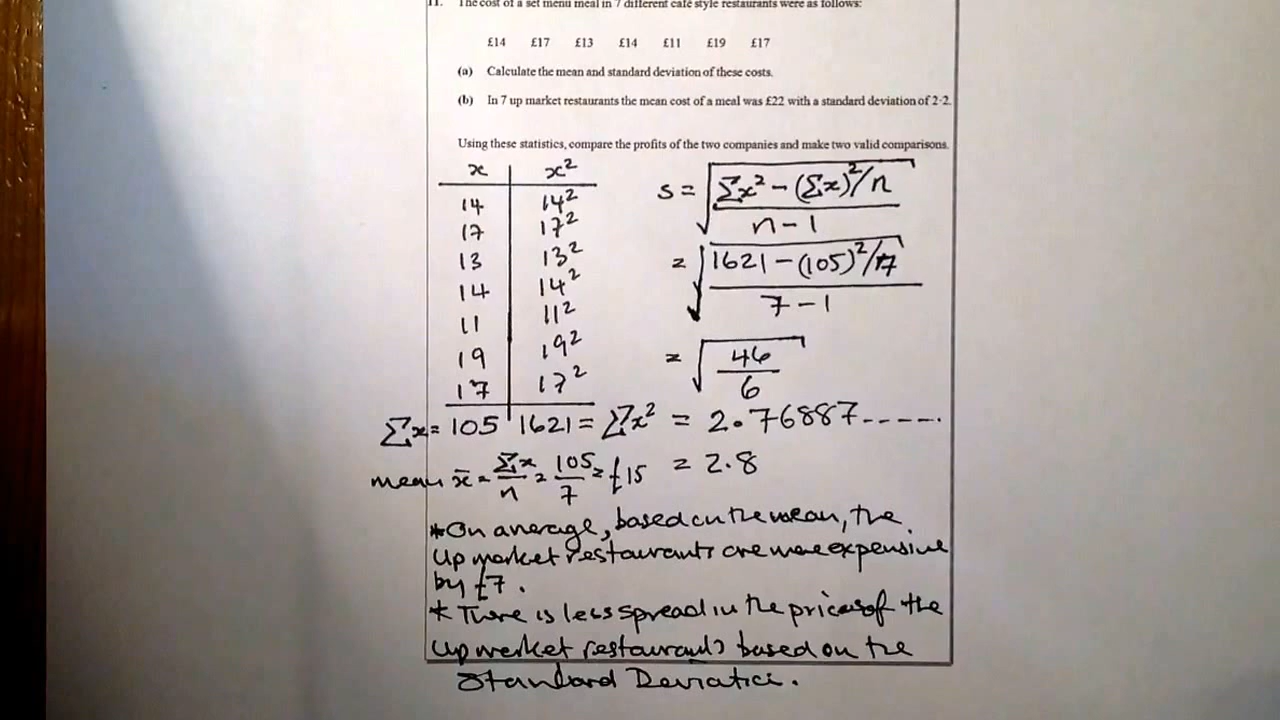 11. The cost of a set menu meal in 7 different café style restaurants were as follows:
£14 £17 £13 £14 £11 £19 £17
(a) Calculate the mean and standard deviation of these costs.
(b) In 7 up market restaurants the mean cost of a meal was £22 with a standard deviation of 2·2.
Using these statistics, compare the profits of the two companies and make two valid comparisons.
x x²
14 14²
17 17²
13 13²
14 14²
11 11²
19 19²
17 17²
Σx = 105 1621 = Σx²
mean x̄ = Σx/n = 105/7 = £15
s = √((Σx² - (Σx)²/n)/(n-1))
= √((1621 - (105)²/7)/(7-1))
= √(46/6)
= 2.76887-----.
= 2.8
*On average, based on the mean, the
up market restaurants are more expensive
by £7.
* There is less spread in the prices of the
up market restaurants based on the
Standard Deviation.